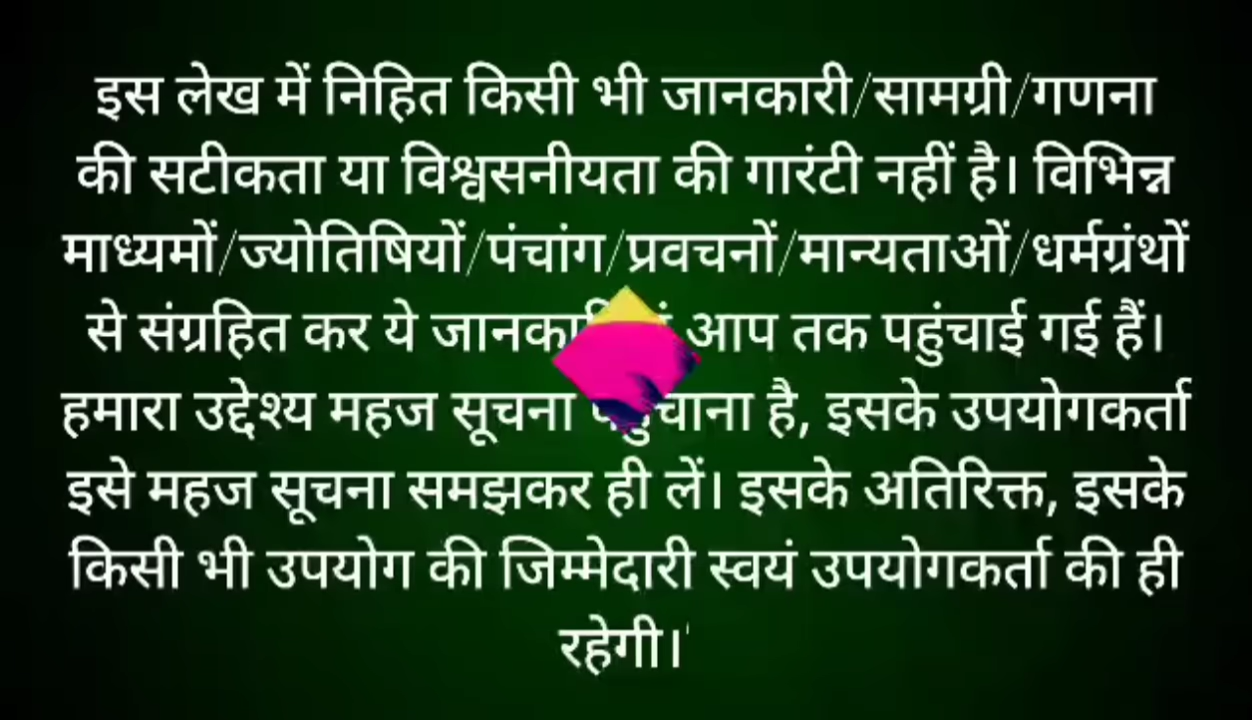 इस लेख में निहित किसी भी जानकारी/सामग्री/गणना
की सटीकता या विश्वसनीयता की गारंटी नहीं है। विभिन्न
माध्यमों/ज्योतिषियों/पंचांग/प्रवचनों/मान्यताओं/धर्मग्रंथों
से संग्रहित कर ये आप तक पहुंचाई गई हैं।
हमारा उद्देश्य महज सूचना है, इसके उपयोगकर्ता
इसे महज सूचना समझकर ही लें। इसके अतिरिक्त, इसके
किसी भी उपयोग की जिम्मेदारी स्वयं उपयोगकर्ता की ही
रहेगी।'